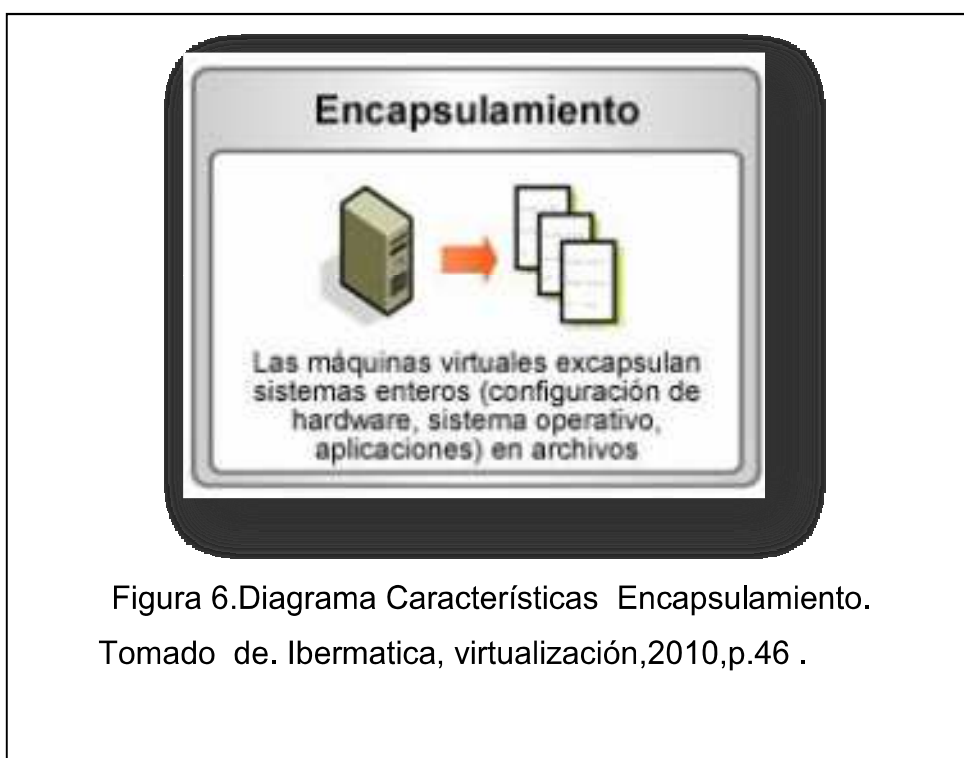 Encapsulamiento
Las máquinas virtuales excapsulan
sistemas enteros (configuración de
hardware, sistema operativo,
aplicaciones) en archivos
Figura 6.Diagrama Características Encapsulamiento.
Tomado de. Ibermatica, virtualización,2010,p.46 .